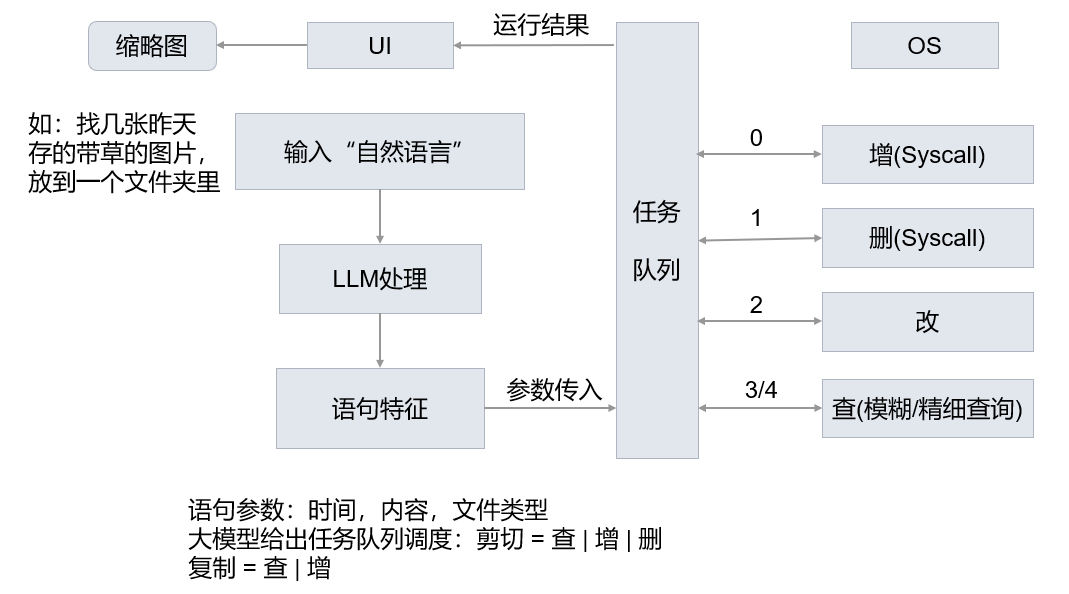 缩略图
UI
运行结果
OS
如：找几张昨天
存的带草的图片，
放到一个文件夹里
输入“自然语言”
LLM处理
语句特征
参数传入
任务
队列
0
增(Syscall)
1
删(Syscall)
2
改
3/4
查(模糊/精细查询)
语句参数：时间，内容，文件类型
大模型给出任务队列调度：剪切 = 查 | 增 | 删
复制 = 查 | 增